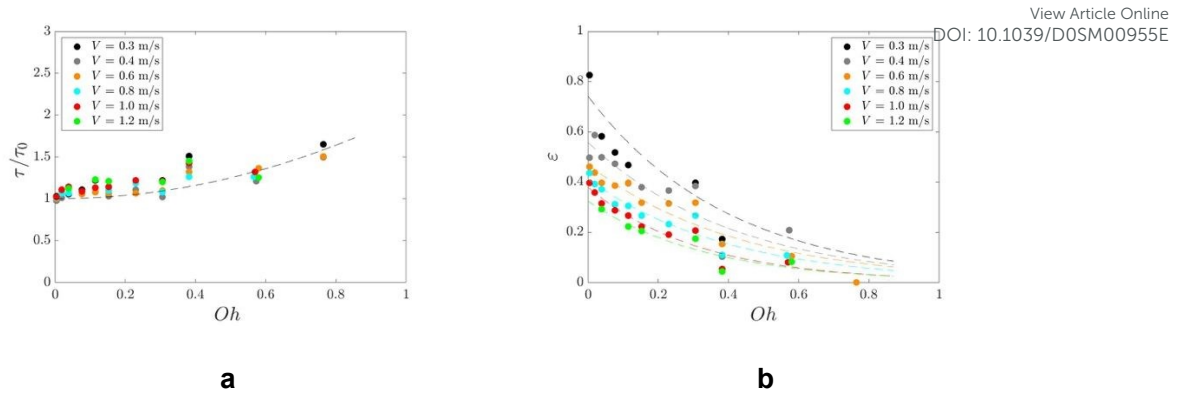 View Article Online
DOI: 10.1039/D0SM00955E
3
2.5
2
1.5
1
0.5
0
τ/τ0
V = 0.3 m/s
V = 0.4 m/s
V = 0.6 m/s
V = 0.8 m/s
V = 1.0 m/s
V = 1.2 m/s
0 0.2 0.4 0.6 0.8 1
Oh
a
1
0.8
0.6
0.4
0.2
0
ε
V = 0.3 m/s
V = 0.4 m/s
V = 0.6 m/s
V = 0.8 m/s
V = 1.0 m/s
V = 1.2 m/s
0 0.2 0.4 0.6 0.8 1
Oh
b